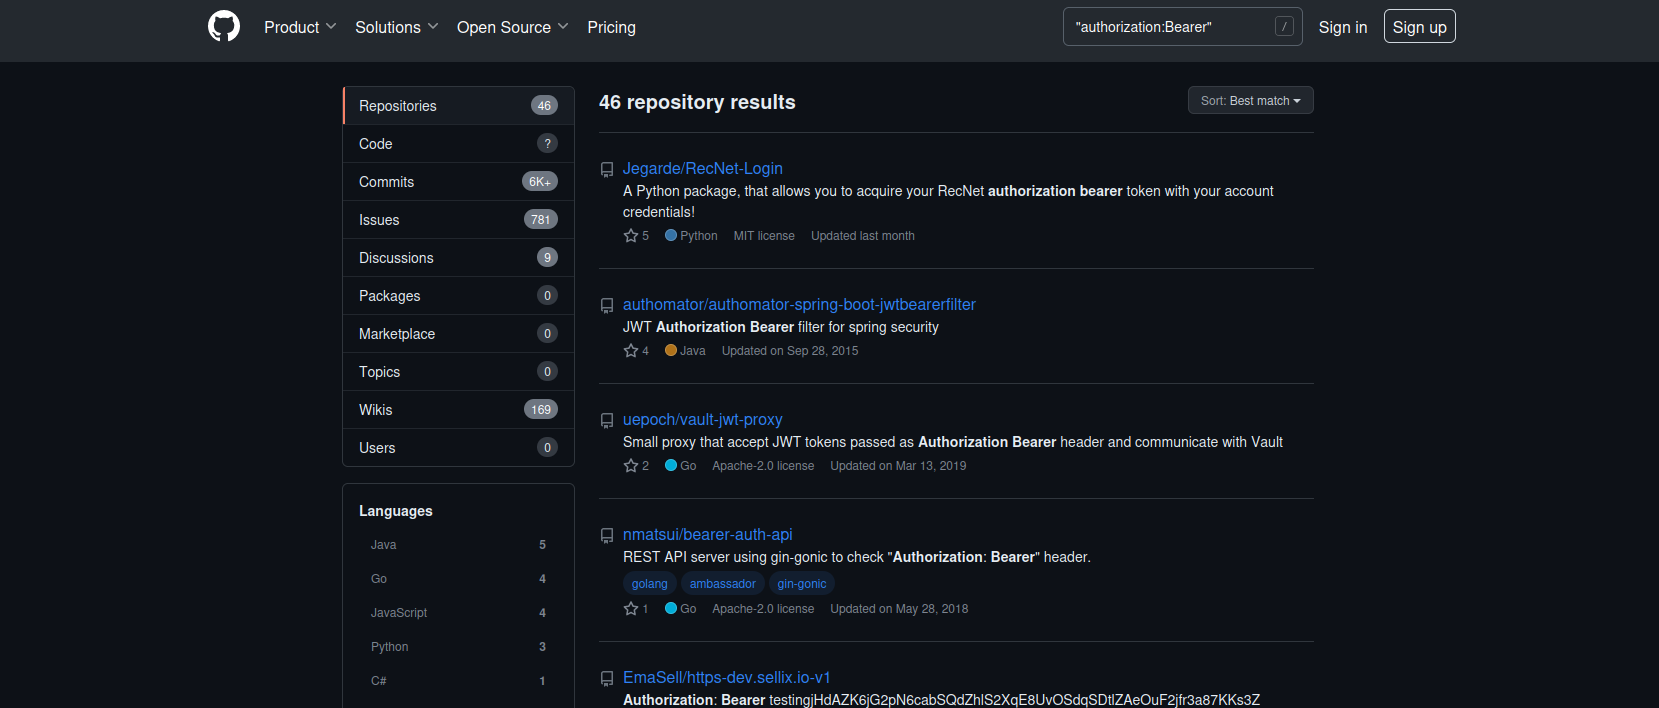 Product Solutions Open Source Pricing "authorization:Bearer" / Sign in Sign up
Repositories 46
Code ?
Commits 6K+
Issues 781
Discussions 9
Packages 0
Marketplace 0
Topics 0
Wikis 169
Users 0
Languages
Java 5
Go 4
JavaScript 4
Python 3
C# 1
46 repository results
Sort: Best match
Jegarde/RecNet-Login
A Python package, that allows you to acquire your RecNet authorization bearer token with your account
credentials!
5 Python MIT license Updated last month
authomator/authomator-spring-boot-jwtbearerfilter
JWT Authorization Bearer filter for spring security
4 Java Updated on Sep 28, 2015
uepoch/vault-jwt-proxy
Small proxy that accept JWT tokens passed as Authorization Bearer header and communicate with Vault
2 Go Apache-2.0 license Updated on Mar 13, 2019
nmatsui/bearer-auth-api
REST API server using gin-gonic to check "Authorization: Bearer" header.
golang ambassador gin-gonic
1 Go Apache-2.0 license Updated on May 28, 2018
EmaSell/https-dev.sellix.io-v1
Authorization: Bearer testingjHdAZK6jG2pN6cabSQdZhlS2XqE8UvOSdqSDtlZAeOuF2jfr3a87KKs3Z